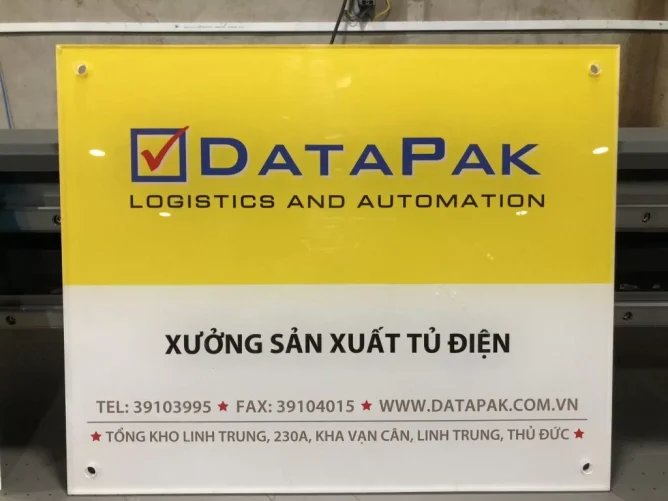 DATAPAK
LOGISTICS AND AUTOMATION
XƯỞNG SẢN XUẤT TỦ ĐIỆN
TEL: 39103995 ★ FAX: 39104015 ★ WWW.DATAPAK.COM.VN
★ TỔNG KHO LINH TRUNG, 230A, KHA VẠN CÂN, LINH TRUNG, THỦ ĐỨC ★